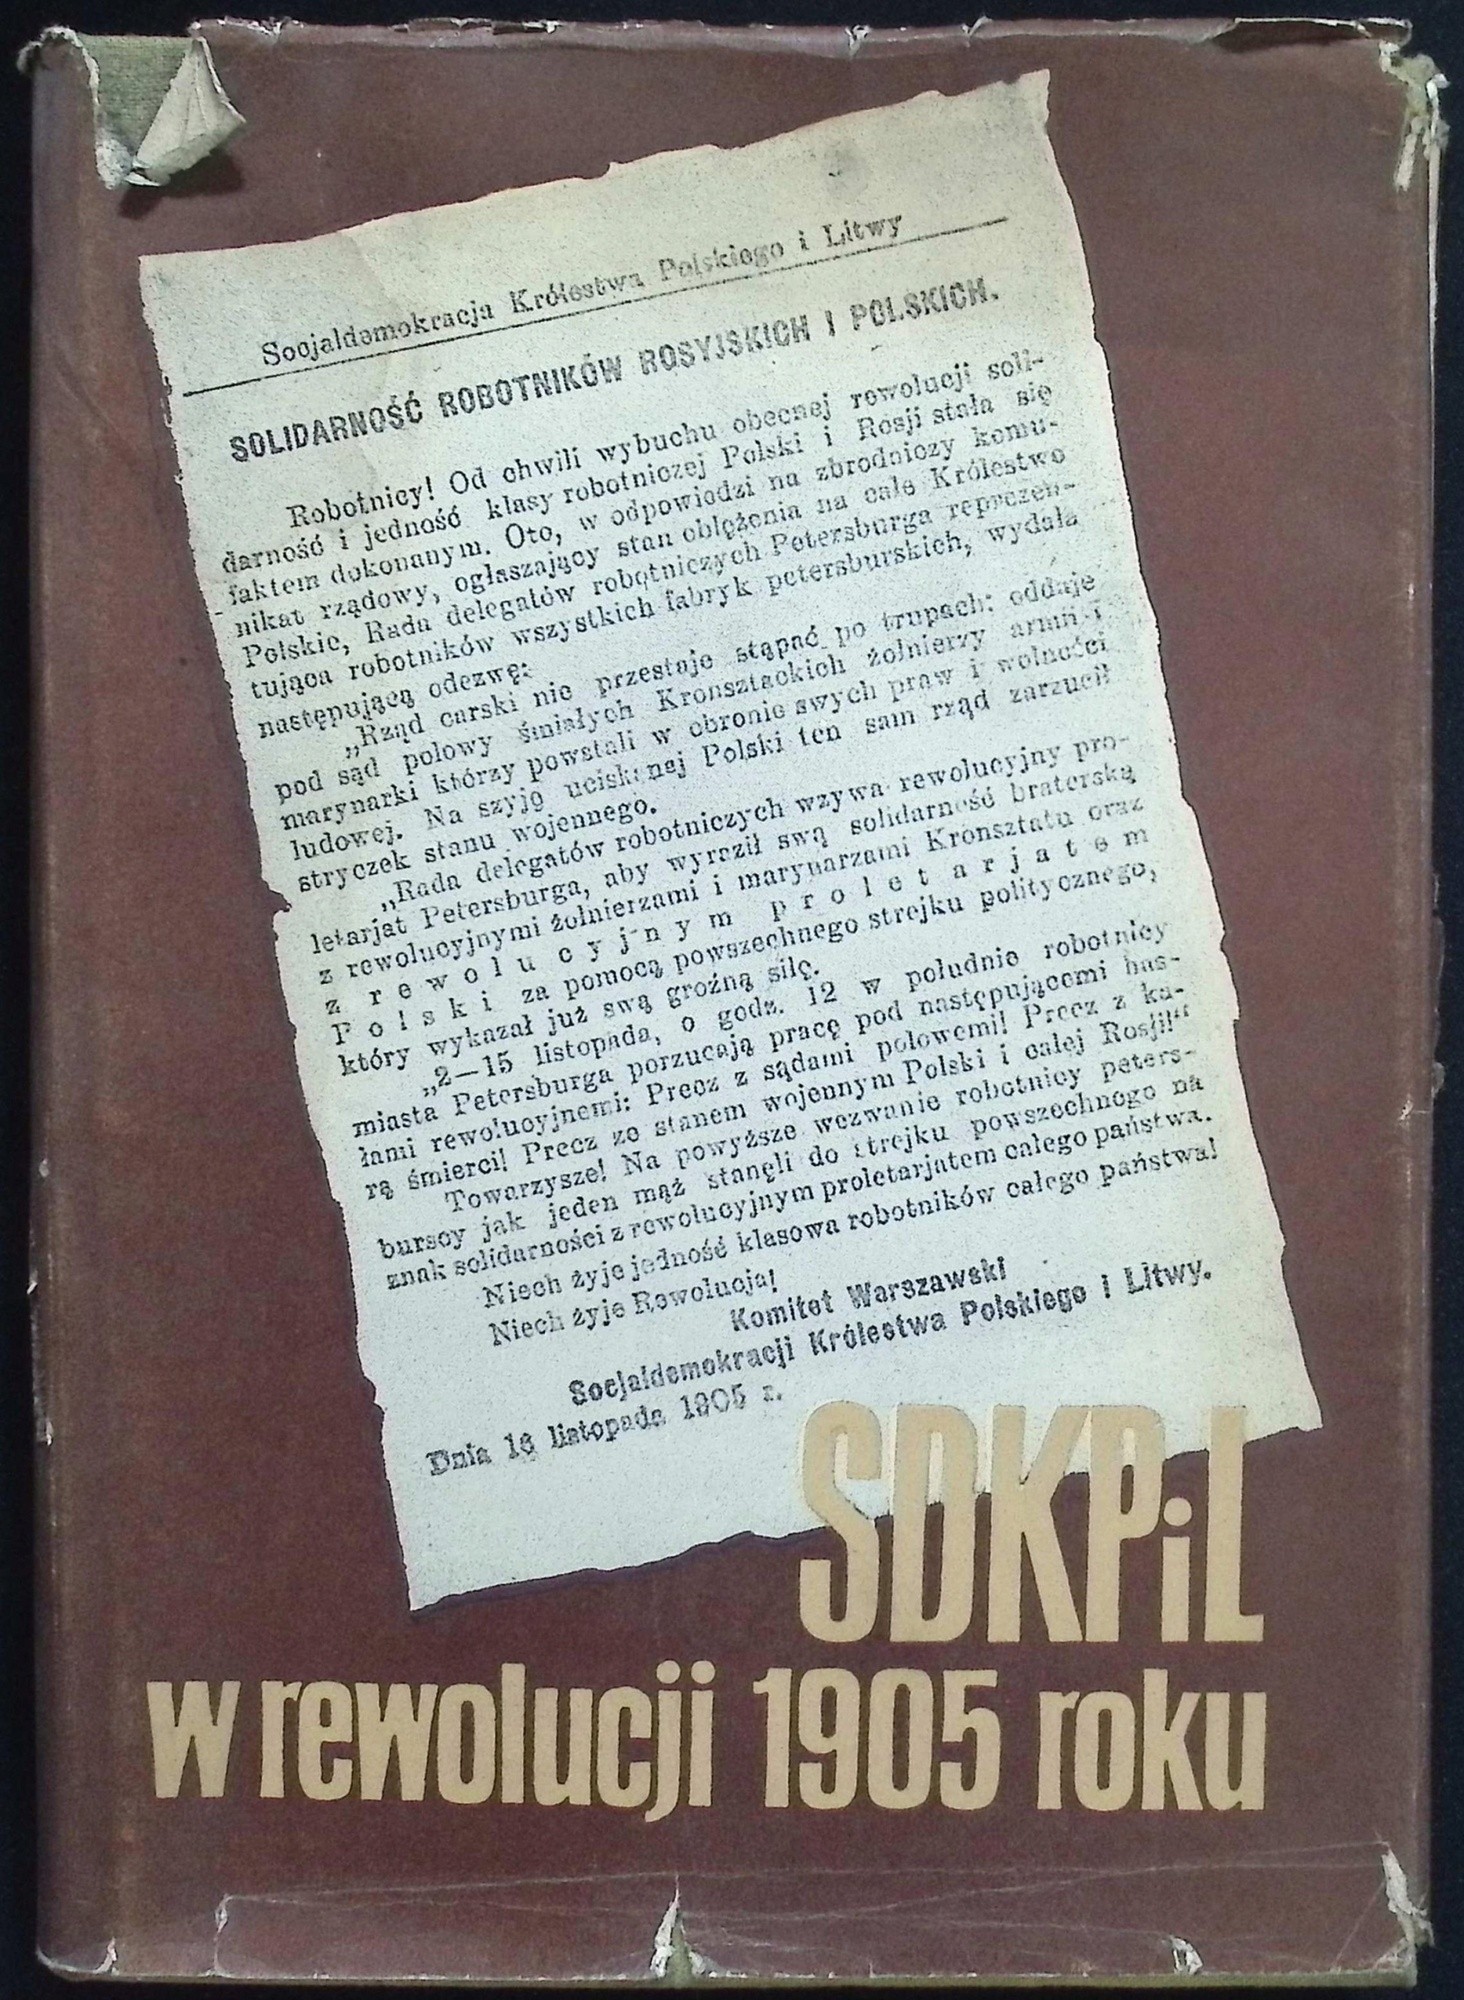 Socjaldemokracja Królestwa Polskiego i Litwy
SOLIDARNOŚĆ ROBOTNIKÓW ROSYJSKICH I POLSKICH.
Robotnicy! Od chwili wybuchu obecnej rewolucji soli-
darność i jedność klasy robotniczej Polski i Rosji stała się
faktem dokonanym. Oto, w odpowiedzi na zbrodniczy komu-
nikat rządowy, ogłaszający stan oblężenia na całe Królestwo
Polskie, Rada delegatów robotniczych Petersburga reprezen-
tująca robotników wszystkich fabryk petersburskich, wydała
następującą odezwę:
„Rząd carski nie przestaje stąpać po trupach: oddaje
pod sąd polowy śmiałych Kronsztackich żołnierzy armii i
marynarki którzy powstali w obronie swych praw i wolności
ludowej. Na szyję uciskanej Polski ten sam rząd zarzucił
stryczek stanu wojennego.
„Rada delegatów robotniczych wzywa rewolucyjny pro-
letarjat Petersburga, aby wyraził swą solidarność braterską
z rewolucyjnymi żołnierzami i marynarzami Kronsztatu oraz
z rewolucyjnym proletarjatem
Polski za pomocą powszechnego strejku politycznego,
który wykazał już swą groźną siłę.
„2—15 listopada, o godz. 12 w południe robotnicy
miasta Petersburga porzucają pracę pod następującemi has-
łami rewolucyjnemi: Precz z sądami polowemi! Precz z ka-
rą śmierci! Precz ze stanem wojennym Polski i całej Rosji!“
Towarzysze! Na powyższe wezwanie robotnicy peters-
burscy jak jeden mąż stanęli do strejku powszechnego na
znak solidarności z rewolucyjnym proletarjatem całego państwa.
Niech żyje jedność klasowa robotników całego państwa!
Niech żyje Rewolucja!
Komitet Warszawski
Socjaldemokracji Królestwa Polskiego i Litwy.
Dnia 16 listopada 1905 r.
SDKPiL
w rewolucji 1905 roku